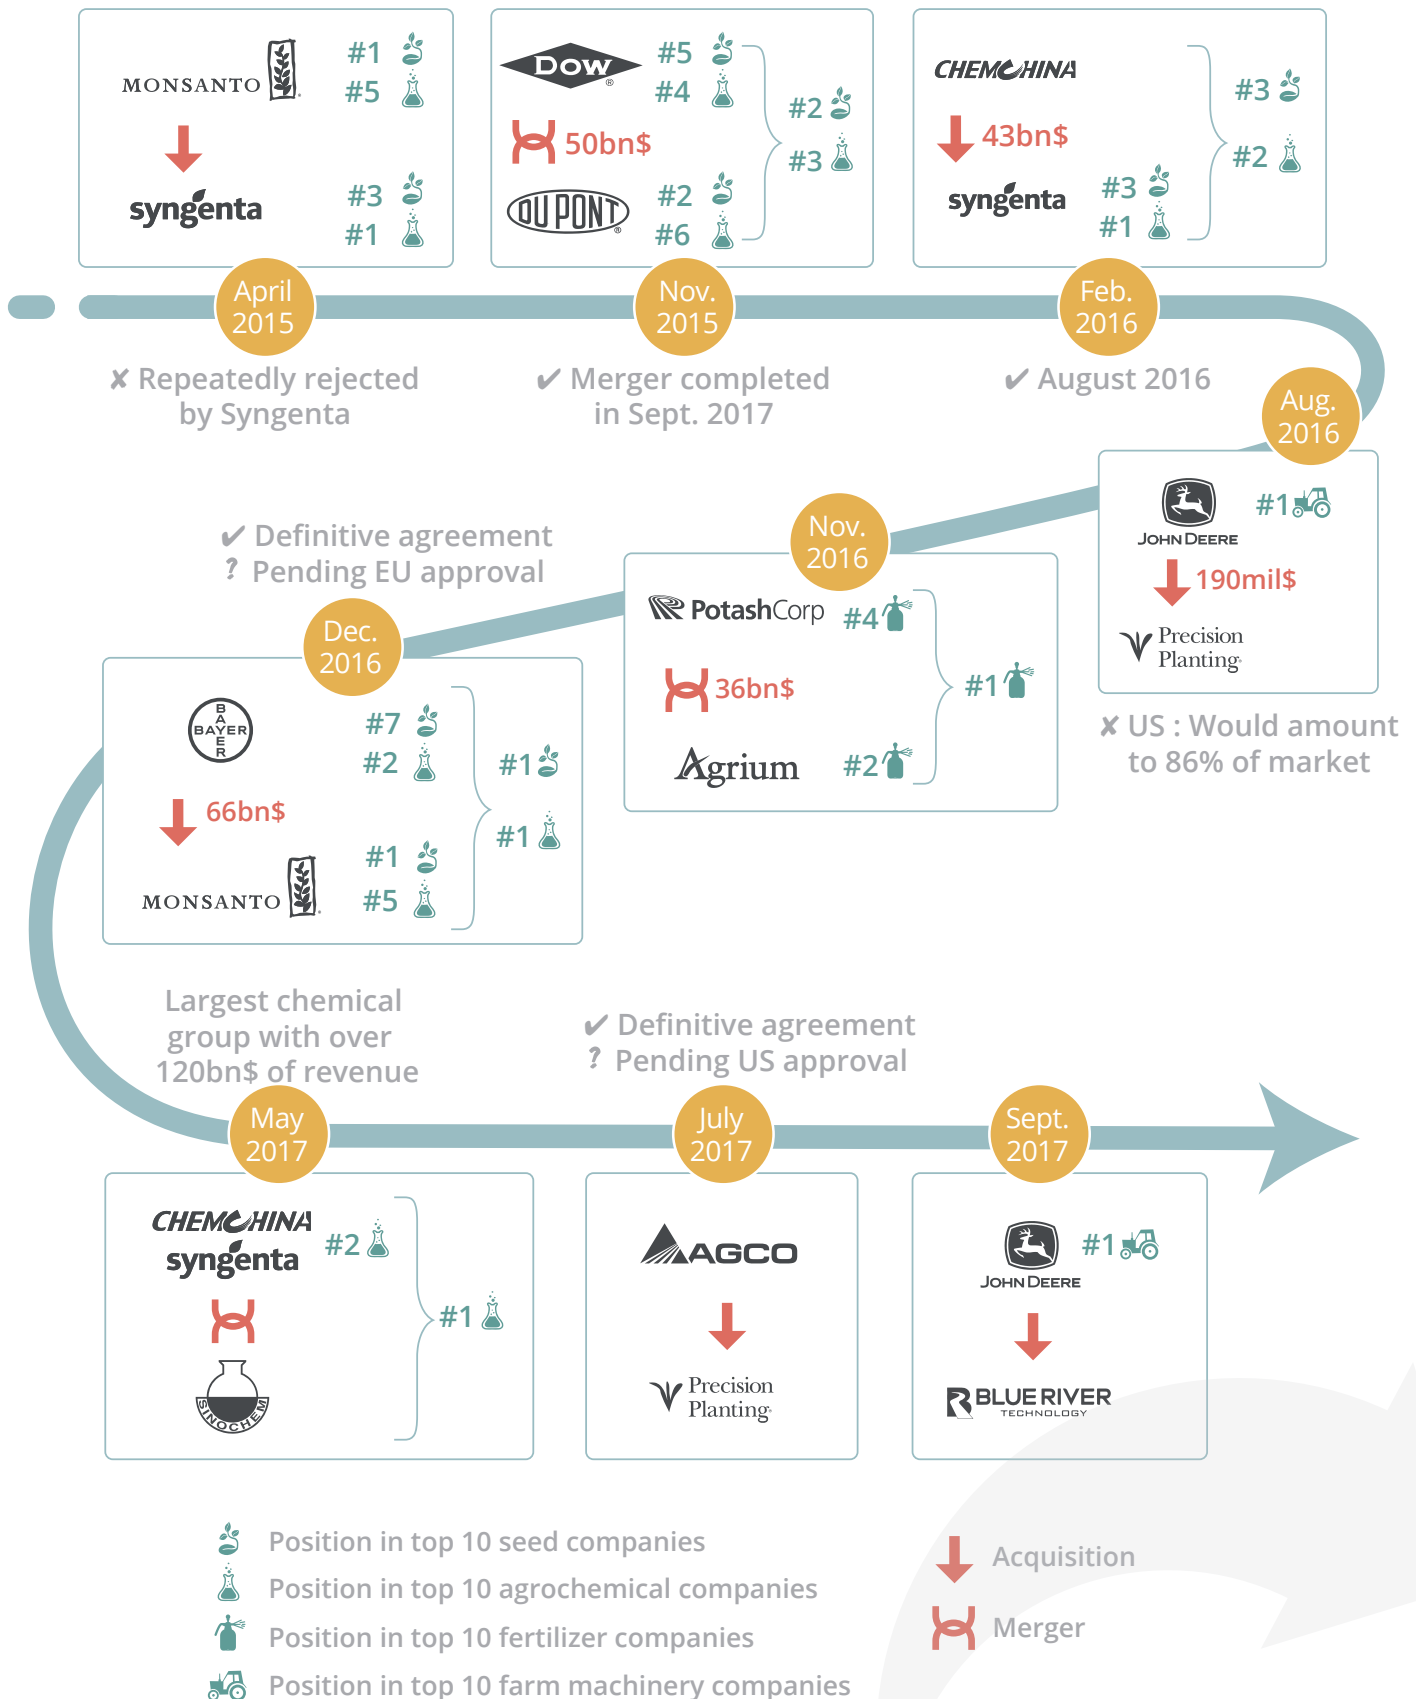 MONSANTO
#1
#5
syngenta
#3
#1
April
2015
✘ Repeatedly rejected
by Syngenta
DOW
#5
#4
50bn$
DUPONT
#2
#6
#2
#3
Nov.
2015
✔ Merger completed
in Sept. 2017
CHEMCHINA
43bn$
syngenta
#3
#1
#3
#2
Feb.
2016
✔ August 2016
Aug.
2016
JOHN DEERE
#1
190mil$
Precision
Planting
✘ US : Would amount
to 86% of market
Nov.
2016
PotashCorp
#4
36bn$
Agrium
#2
#1
✔ Definitive agreement
? Pending EU approval
Dec.
2016
BAYER
BAYER
#7
#2
66bn$
MONSANTO
#1
#5
#1
#1
Largest chemical
group with over
120bn$ of revenue
May
2017
CHEMCHINA
syngenta
#2
SINOCHEM
#1
✔ Definitive agreement
? Pending US approval
July
2017
AGCO
Precision
Planting
Sept.
2017
JOHN DEERE
#1
BLUE RIVER
TECHNOLOGY
Position in top 10 seed companies
Position in top 10 agrochemical companies
Position in top 10 fertilizer companies
Position in top 10 farm machinery companies
Acquisition
Merger